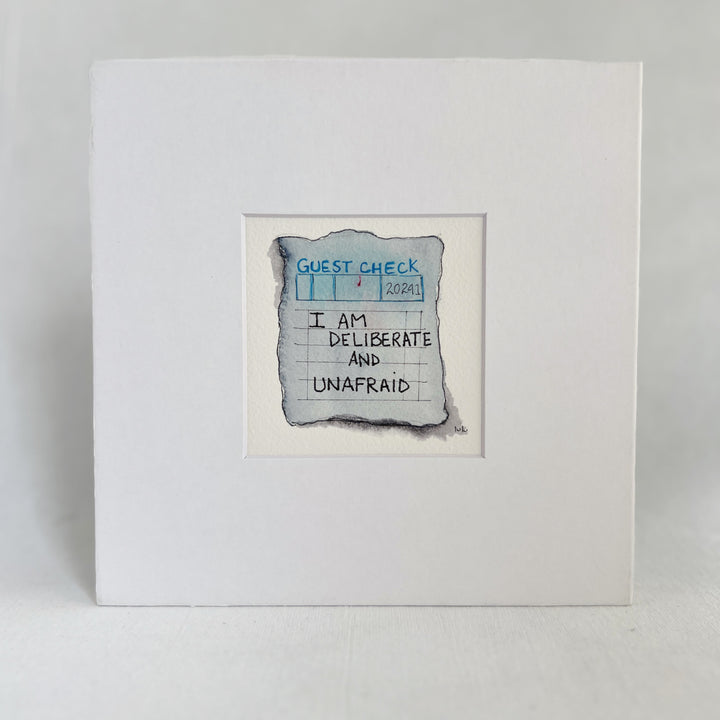 GUEST CHECK
20241
I AM
DELIBERATE
AND
UNAFRAID